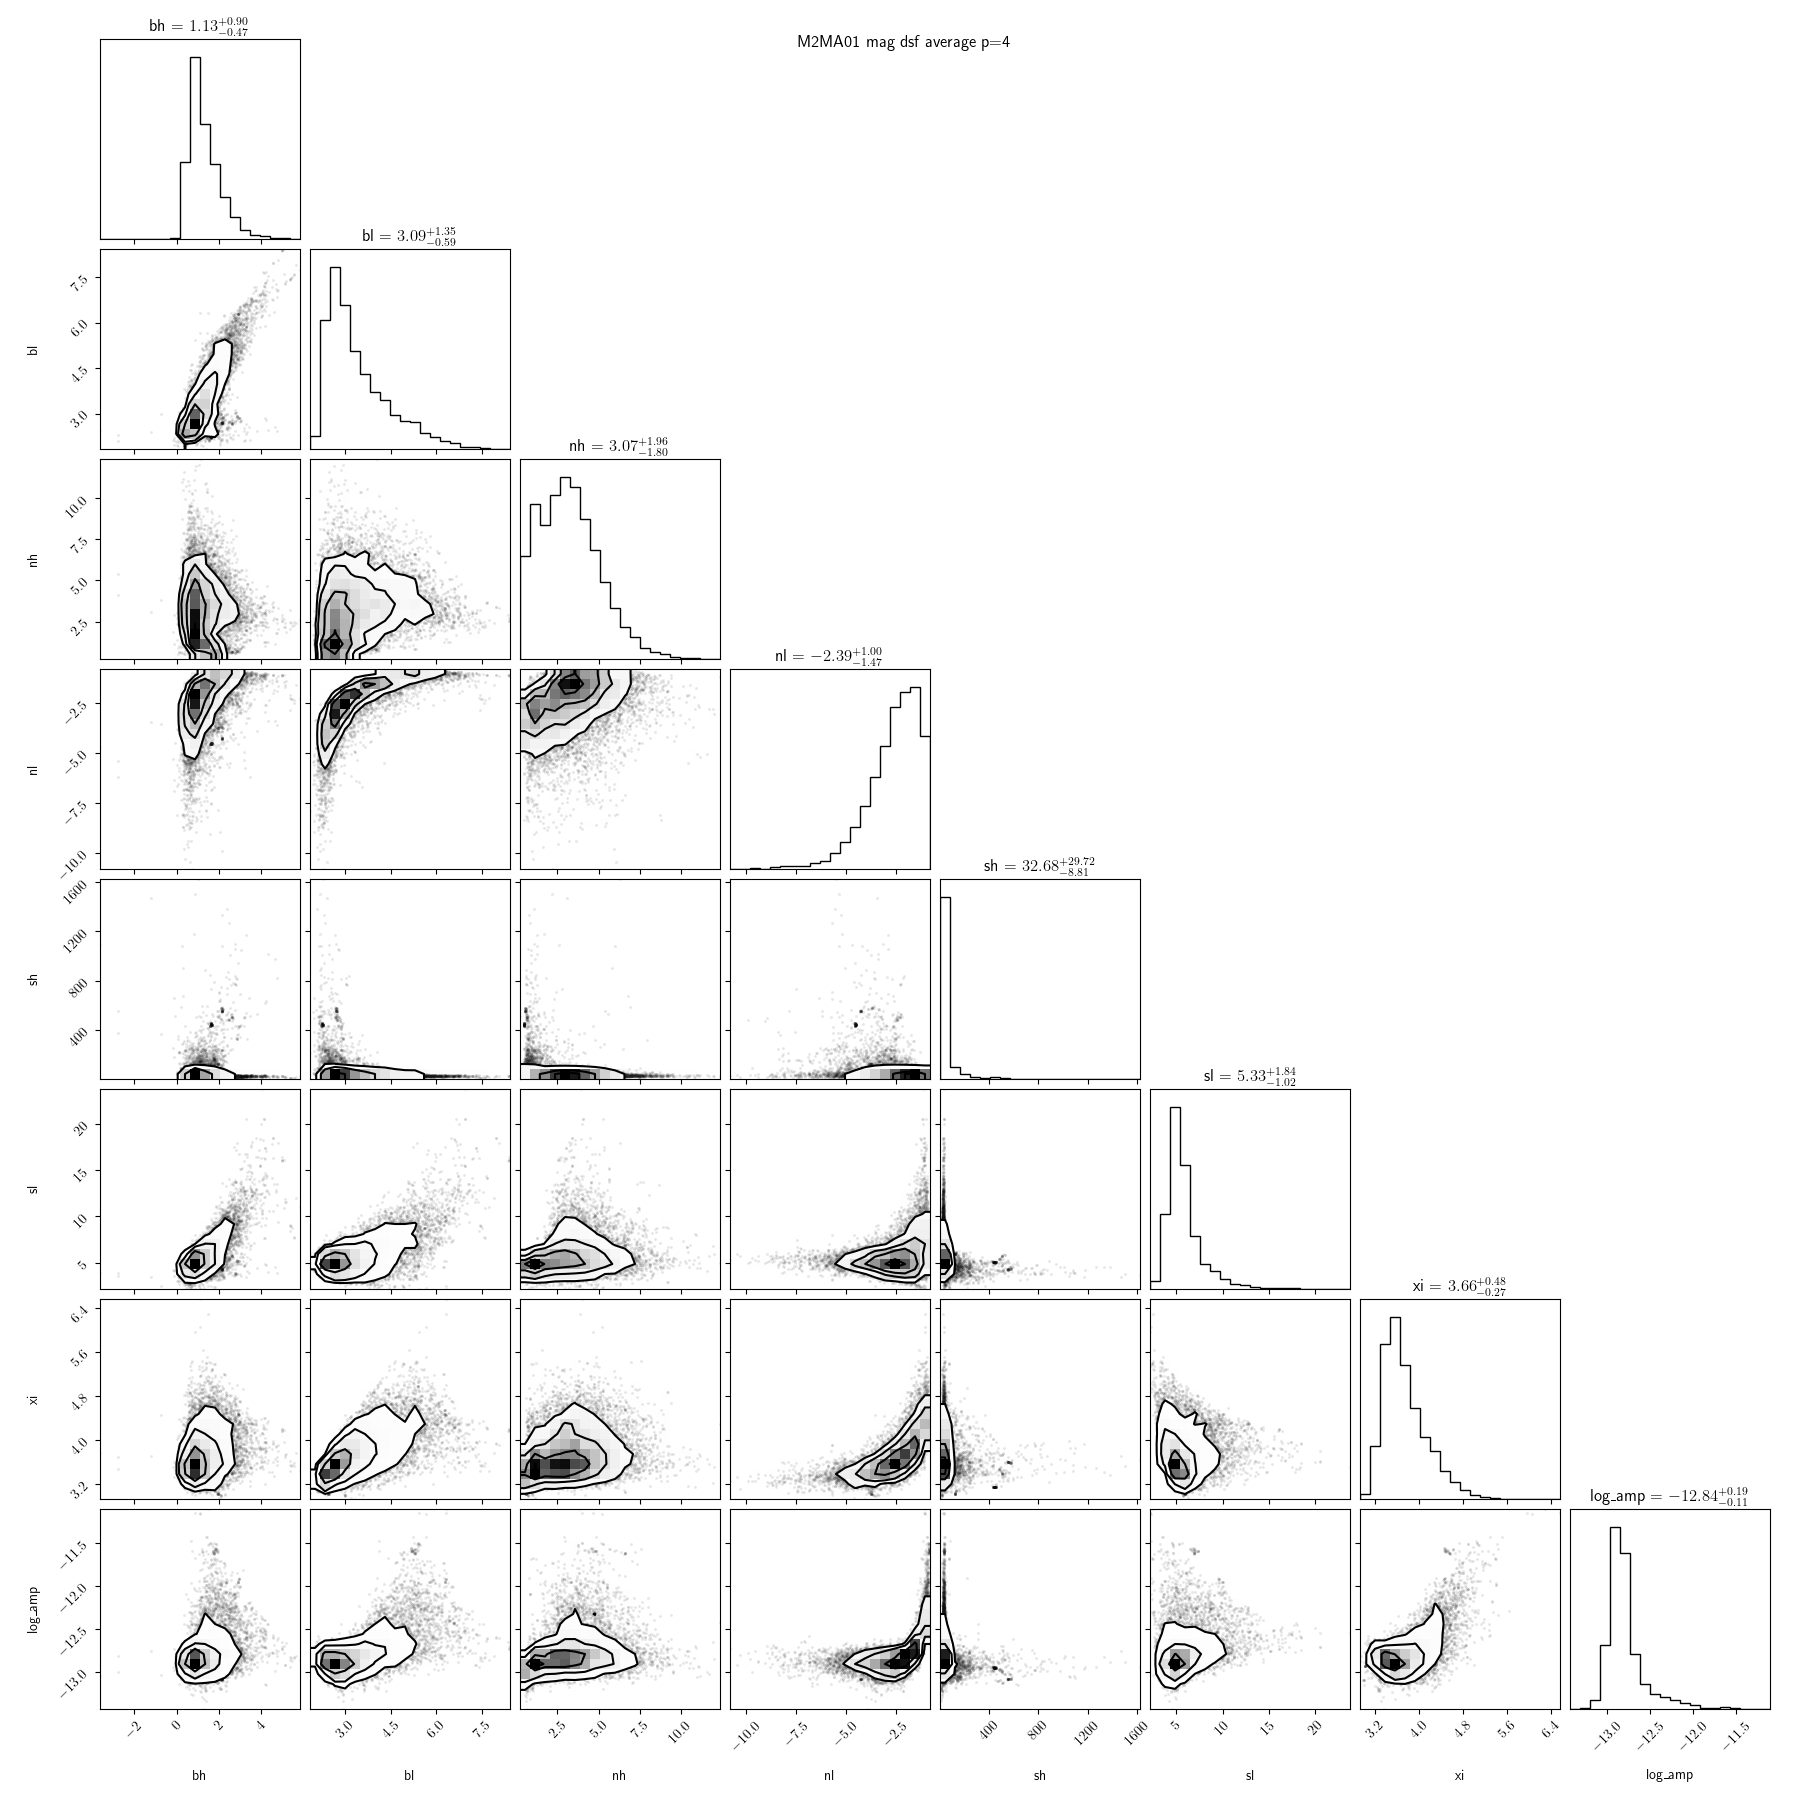 bh = 1.13+0.90−0.47
M2MA01 mag dsf average p=4
bl = 3.09+1.35−0.59
bl
7.5
6.0
4.5
3.0
nh = 3.07+1.96−1.80
nh
10.0
7.5
5.0
2.5
nl = −2.39+1.00−1.47
nl
−2.5
−5.0
−7.5
−10.0
sh = 32.68+29.72−8.81
sh
1600
1200
800
400
sl = 5.33+1.84−1.02
sl
20
15
10
5
xi = 3.66+0.48−0.27
xi
6.4
5.6
4.8
4.0
3.2
log_amp = −12.84+0.19−0.11
log_amp
−11.5
−12.0
−12.5
−13.0
−2 0 2 4
3.0 4.5 6.0 7.5
2.5 5.0 7.5 10.0
−10.0 −7.5 −5.0 −2.5
400 800 1200 1600
5 10 15 20
3.2 4.0 4.8 5.6 6.4
−13.0 −12.5 −12.0 −11.5
bh bl nh nl sh sl xi log_amp